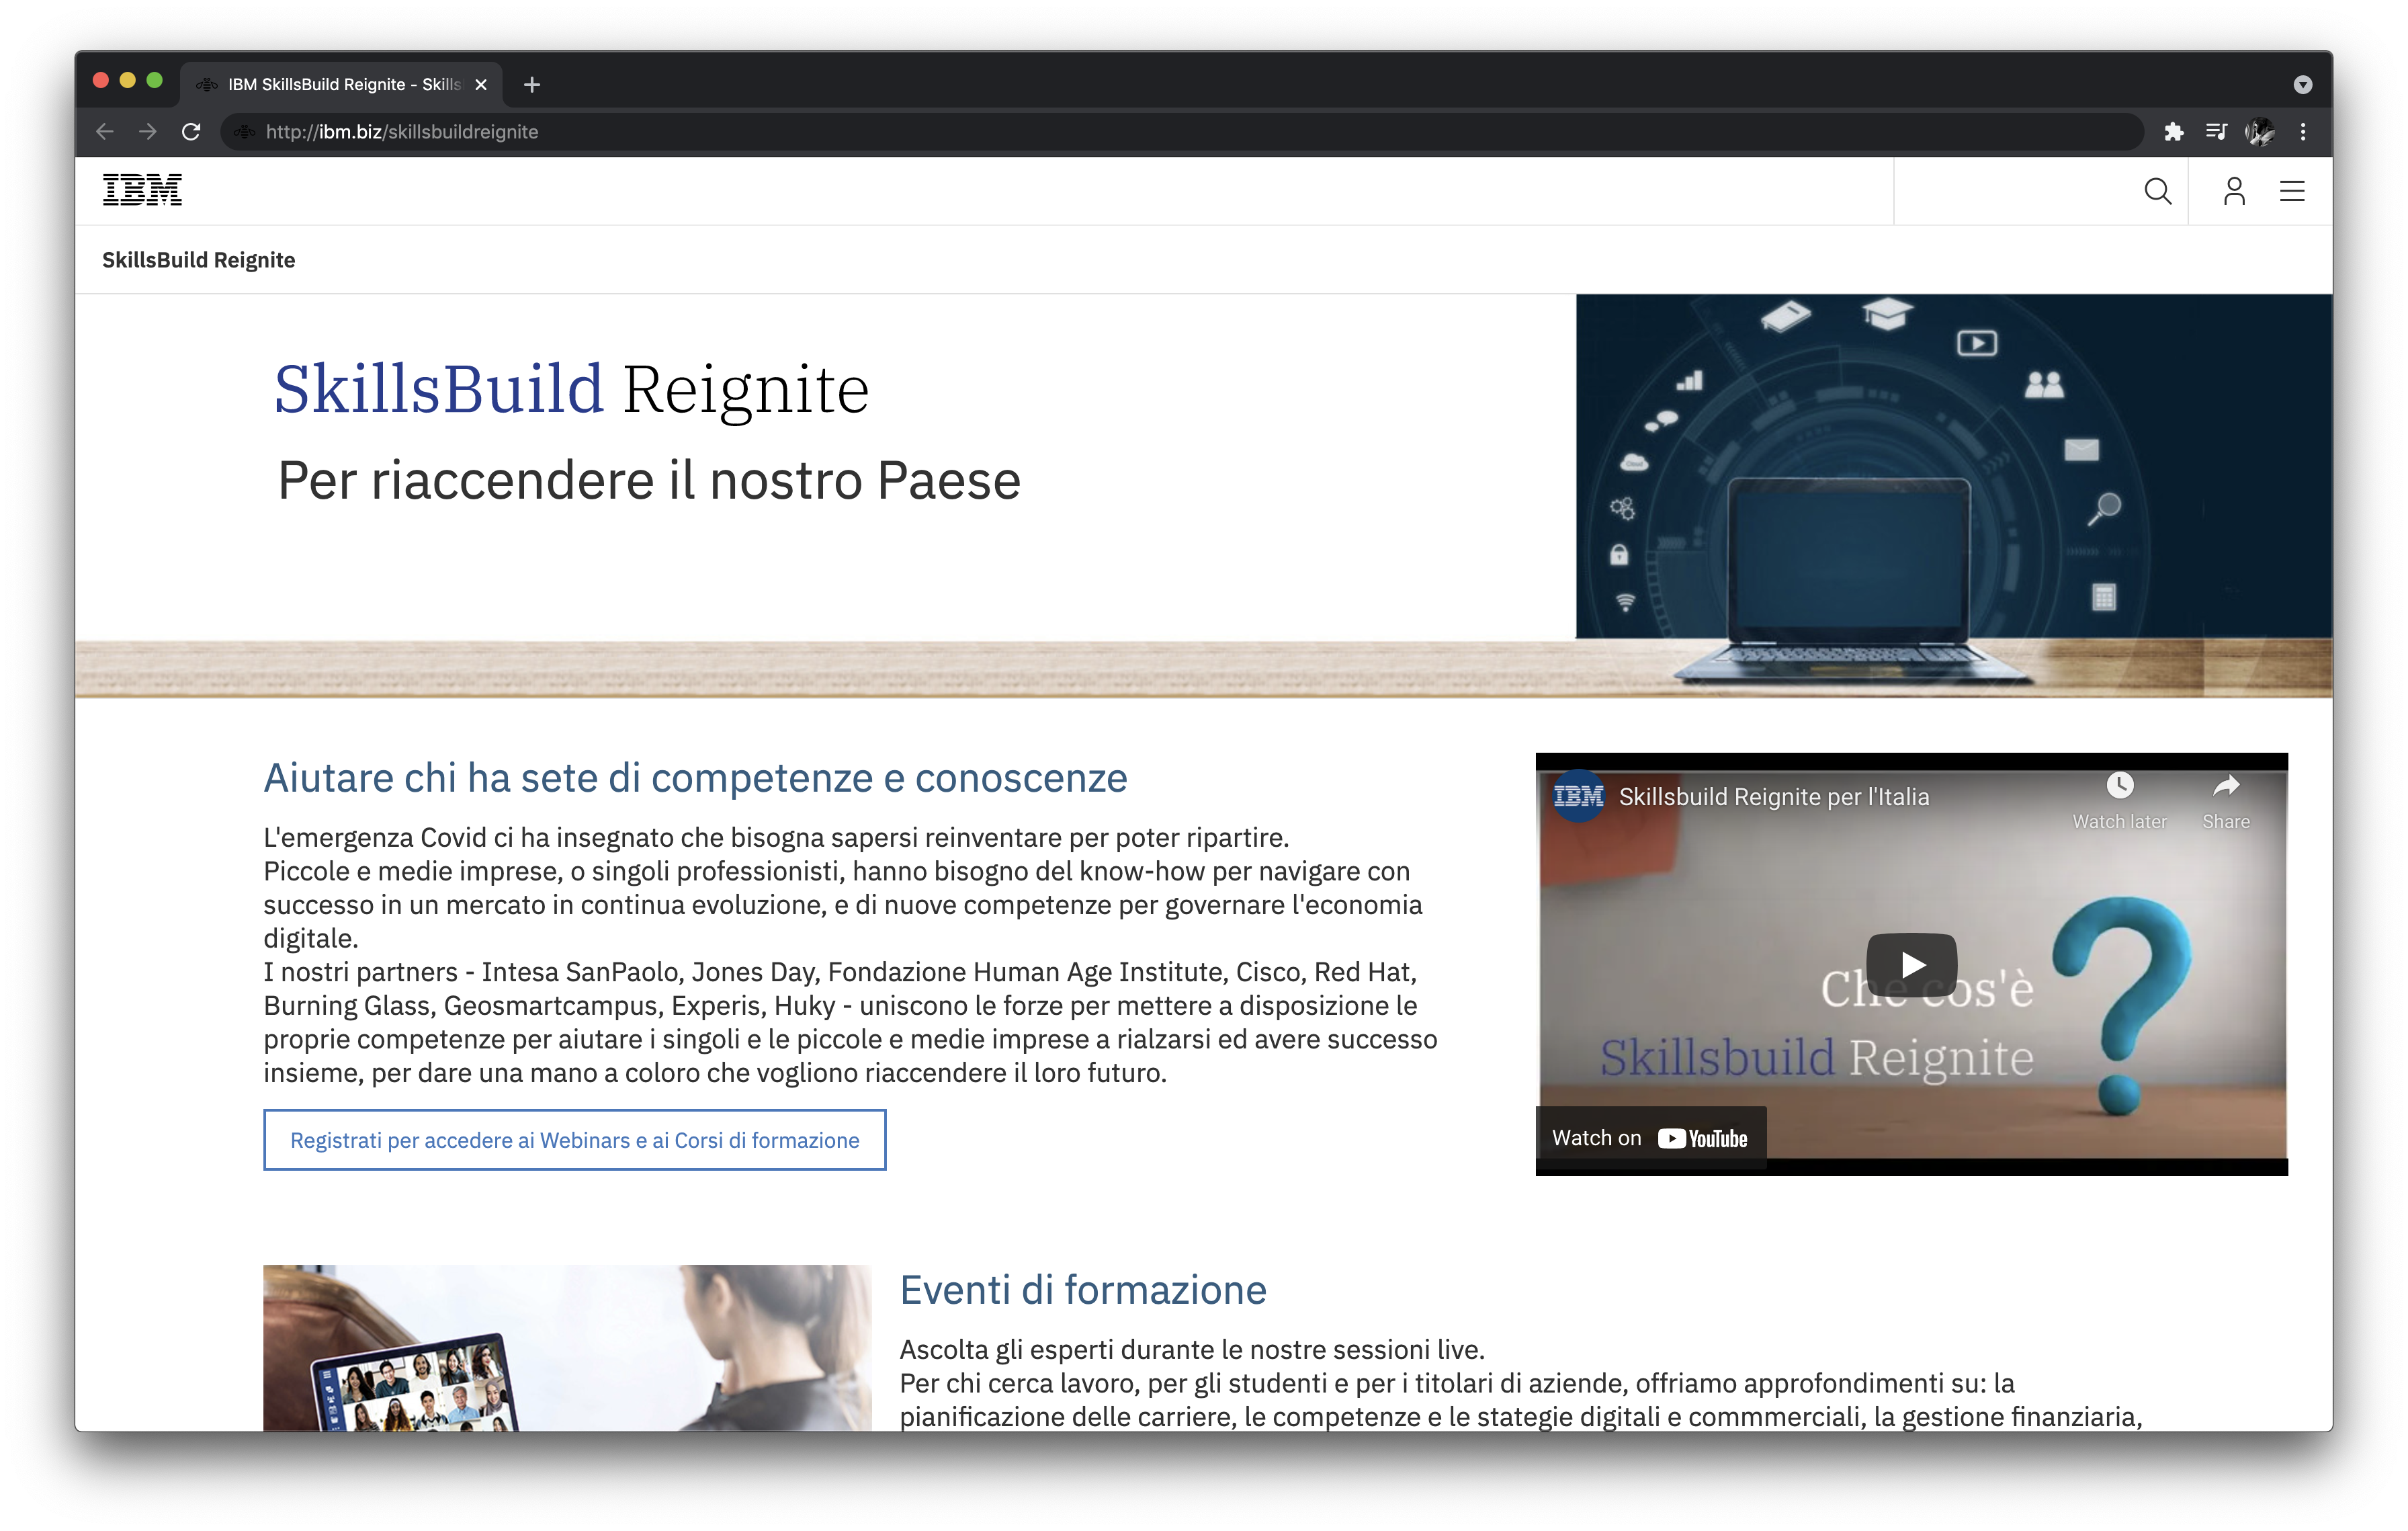 IBM SkillsBuild Reignite - Skills
http://ibm.biz/skillsbuildreignite
IBM
SkillsBuild Reignite
SkillsBuild Reignite
Per riaccendere il nostro Paese
Aiutare chi ha sete di competenze e conoscenze
L'emergenza Covid ci ha insegnato che bisogna sapersi reinventare per poter ripartire.
Piccole e medie imprese, o singoli professionisti, hanno bisogno del know-how per navigare con
successo in un mercato in continua evoluzione, e di nuove competenze per governare l'economia
digitale.
I nostri partners - Intesa SanPaolo, Jones Day, Fondazione Human Age Institute, Cisco, Red Hat,
Burning Glass, Geosmartcampus, Experis, Huky - uniscono le forze per mettere a disposizione le
proprie competenze per aiutare i singoli e le piccole e medie imprese a rialzarsi ed avere successo
insieme, per dare una mano a coloro che vogliono riaccendere il loro futuro.
Registrati per accedere ai Webinars e ai Corsi di formazione
IBM
Skillsbuild Reignite per l'Italia
Watch later
Share
Che cos'è
Skillsbuild Reignite
Watch on YouTube
Eventi di formazione
Ascolta gli esperti durante le nostre sessioni live.
Per chi cerca lavoro, per gli studenti e per i titolari di aziende, offriamo approfondimenti su: la
pianificazione delle carriere, le competenze e le stategie digitali e commmerciali, la gestione finanziaria,